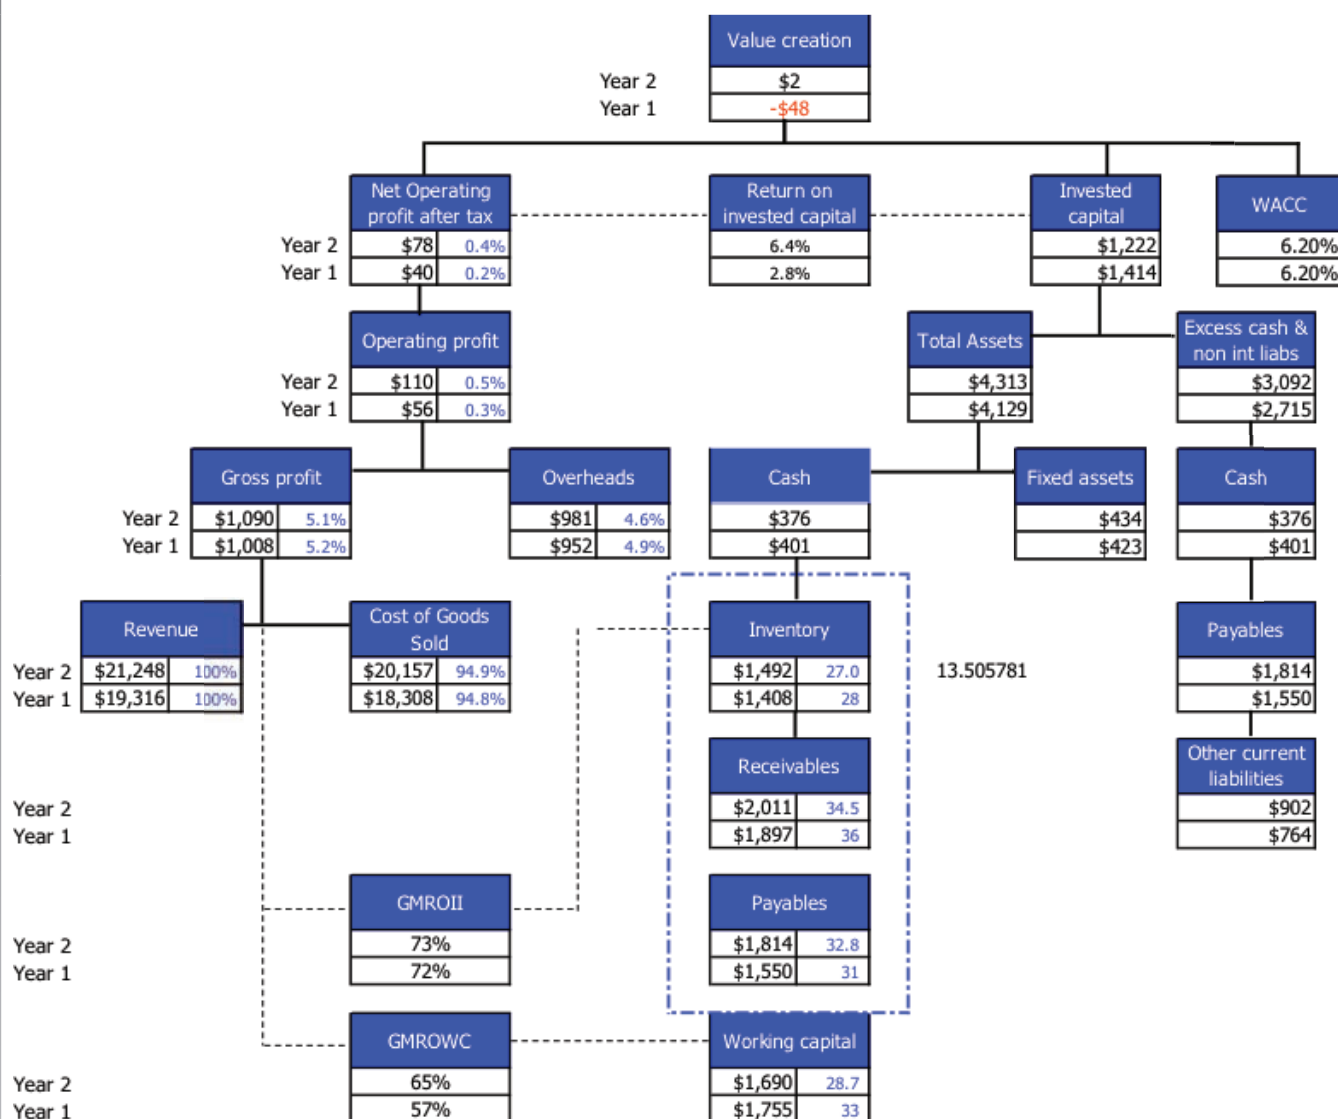 Value creation
Year 2 $2
Year 1 -$48
Net Operating Return on Invested
profit after tax invested capital capital WACC
Year 2 $78 0.4% 6.4% $1,222 6.20%
Year 1 $40 0.2% 2.8% $1,414 6.20%
Operating profit Total Assets Excess cash &
non int liabs
Year 2 $110 0.5% $4,313 $3,092
Year 1 $56 0.3% $4,129 $2,715
Gross profit Overheads Cash Fixed assets Cash
Year 2 $1,090 5.1% $981 4.6% $376 $434 $376
Year 1 $1,008 5.2% $952 4.9% $401 $423 $401
Revenue Cost of Goods Inventory Payables
Sold
Year 2 $21,248 100% $20,157 94.9% $1,492 27.0 13.505781 $1,814
Year 1 $19,316 100% $18,308 94.8% $1,408 28 $1,550
Receivables Other current
liabilities
Year 2 $2,011 34.5 $902
Year 1 $1,897 36 $764
GMROII Payables
Year 2 73% $1,814 32.8
Year 1 72% $1,550 31
GMROWC Working capital
Year 2 65% $1,690 28.7
Year 1 57% $1,755 33